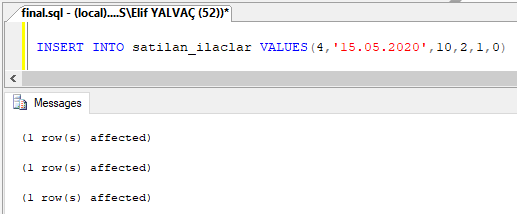 final.sql - (local)....S\Elif YALVAÇ (52))*
INSERT INTO satilan_ilaclar VALUES(4,'15.05.2020',10,2,1,0)
Messages
(1 row(s) affected)
(1 row(s) affected)
(1 row(s) affected)